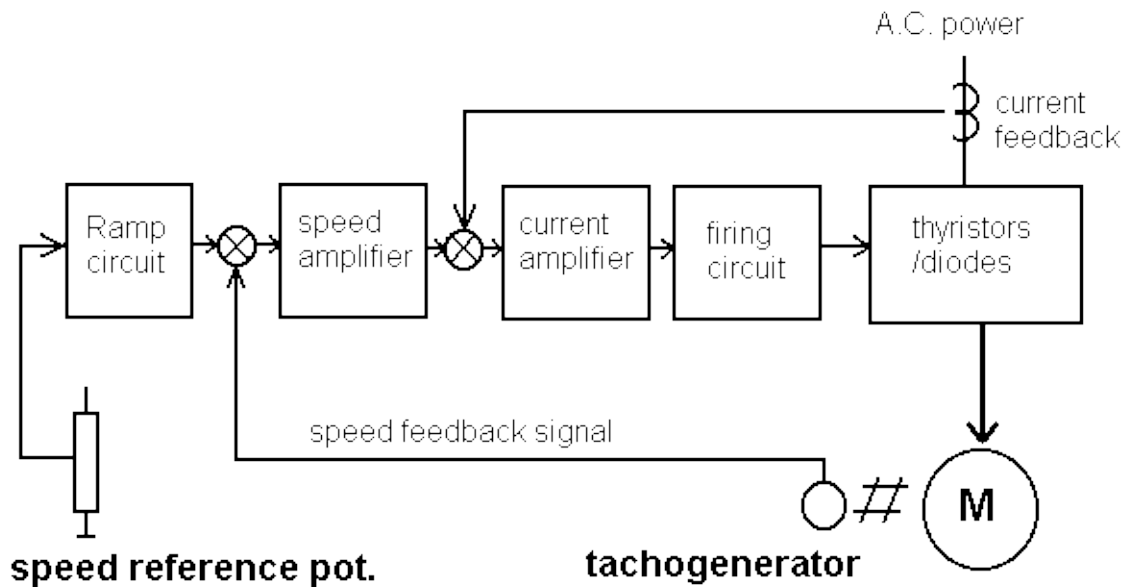 A.C. power
current
feedback
Ramp
circuit
speed
amplifier
current
amplifier
firing
circuit
thyristors
/diodes
speed feedback signal
M
speed reference pot.
tachogenerator